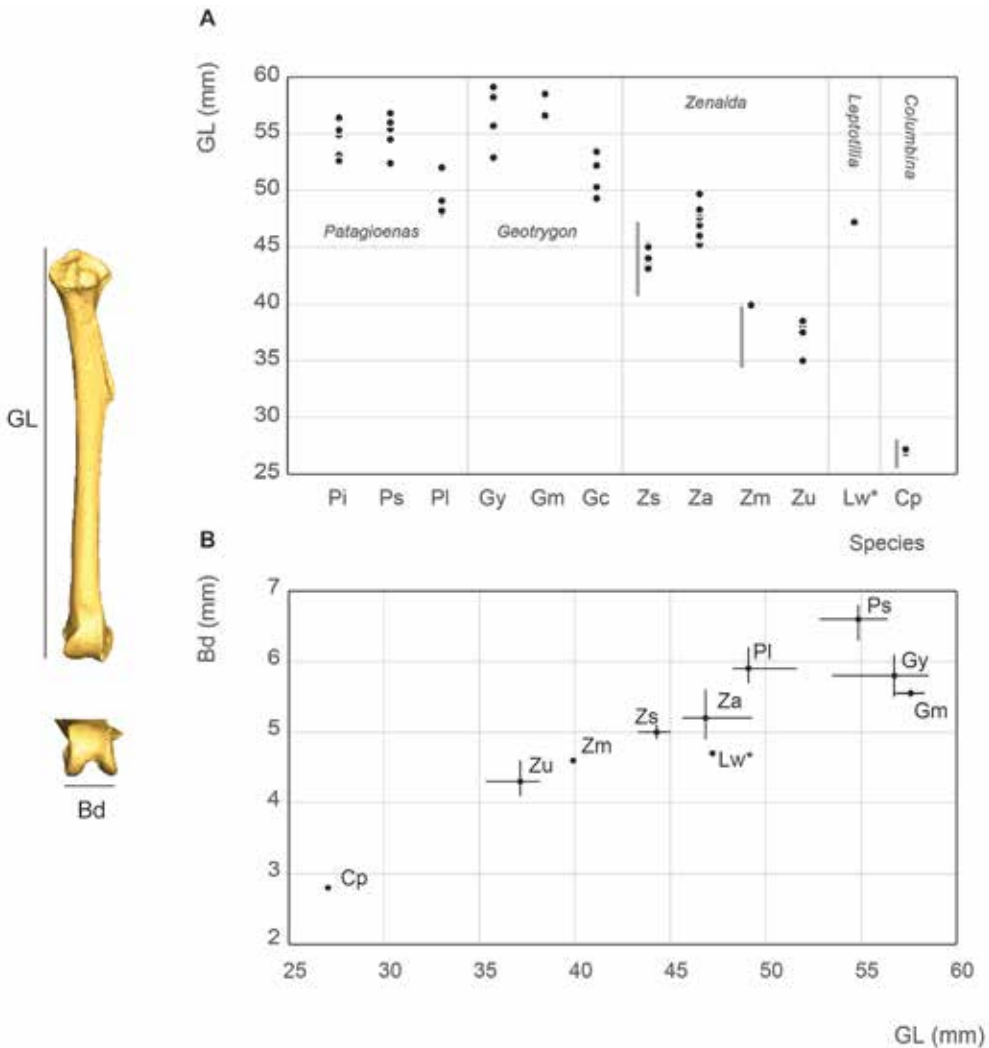 A
GL (mm)
60
55
50
45
40
35
30
25
Patagioenas
Geotrygon
Zenaida
Leptotilia
Columbina
Pi Ps Pl Gy Gm Gc Zs Za Zm Zu Lw* Cp
Species
GL
Bd
B
Bd (mm)
7
6
5
4
3
2
Ps
Pl
Gy
Gm
Za
Zs
Lw*
Zm
Zu
Cp
25 30 35 40 45 50 55 60
GL (mm)